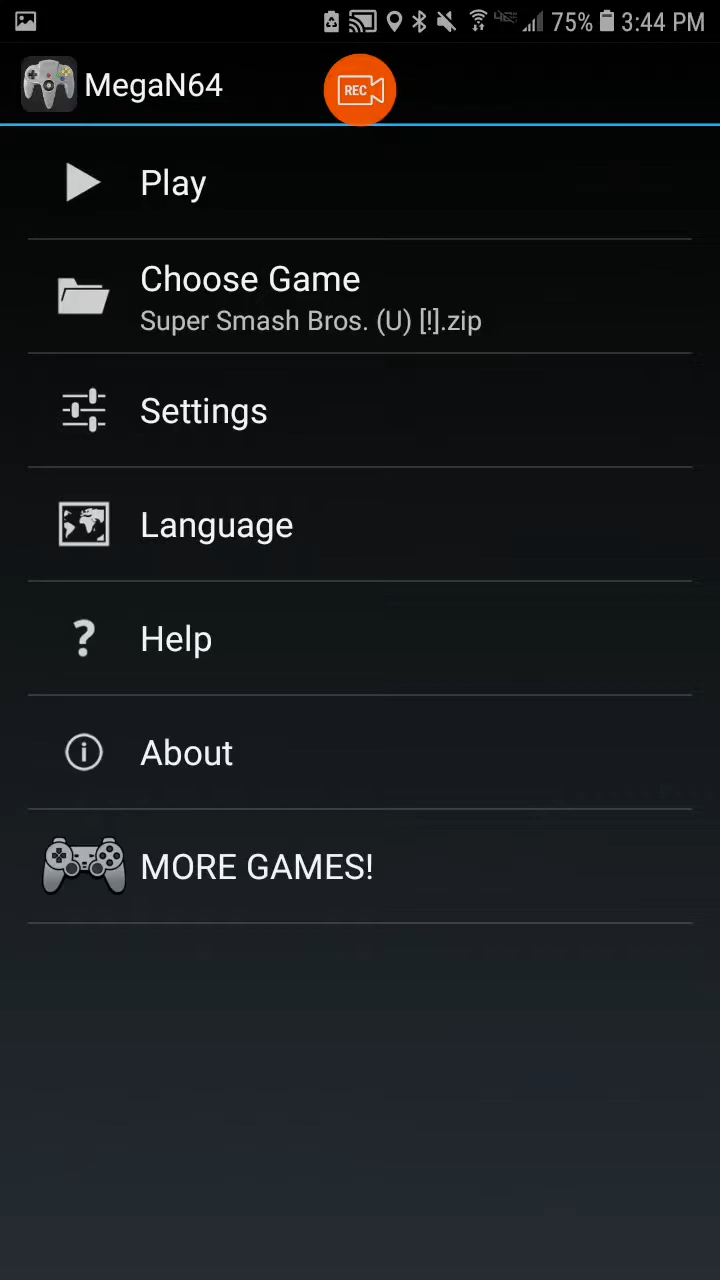 75% 3:44 PM
MegaN64
REC
Play
Choose Game
Super Smash Bros. (U) [!].zip
Settings
Language
Help
About
MORE GAMES!